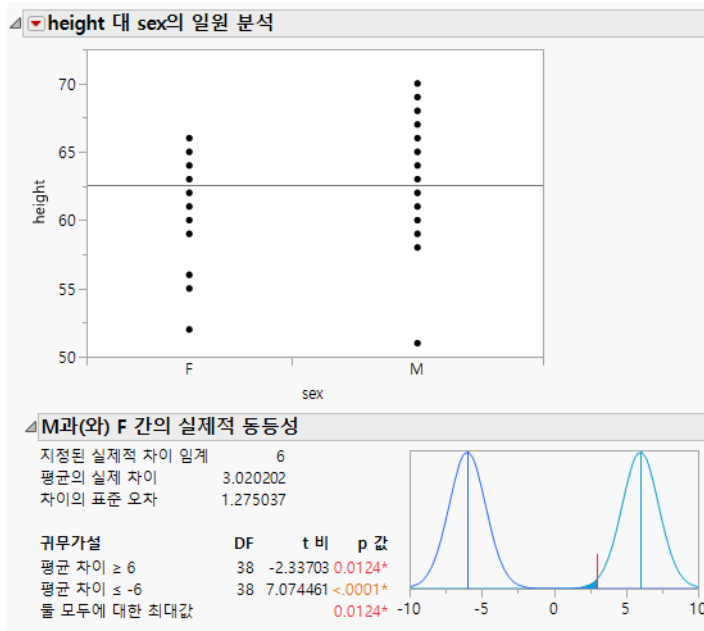 height 대 sex의 일원 분석
70
65
60
55
50
height
F M
sex
M과(와) F 간의 실제적 동등성
지정된 실제적 차이 임계 6
평균의 실제 차이 3.020202
차이의 표준 오차 1.275037
귀무가설 DF t 비 p 값
평균 차이 ≥ 6 38 -2.33703 0.0124*
평균 차이 ≤ -6 38 7.074461 <.0001*
둘 모두에 대한 최대값 0.0124*
-10 -5 0 5 10